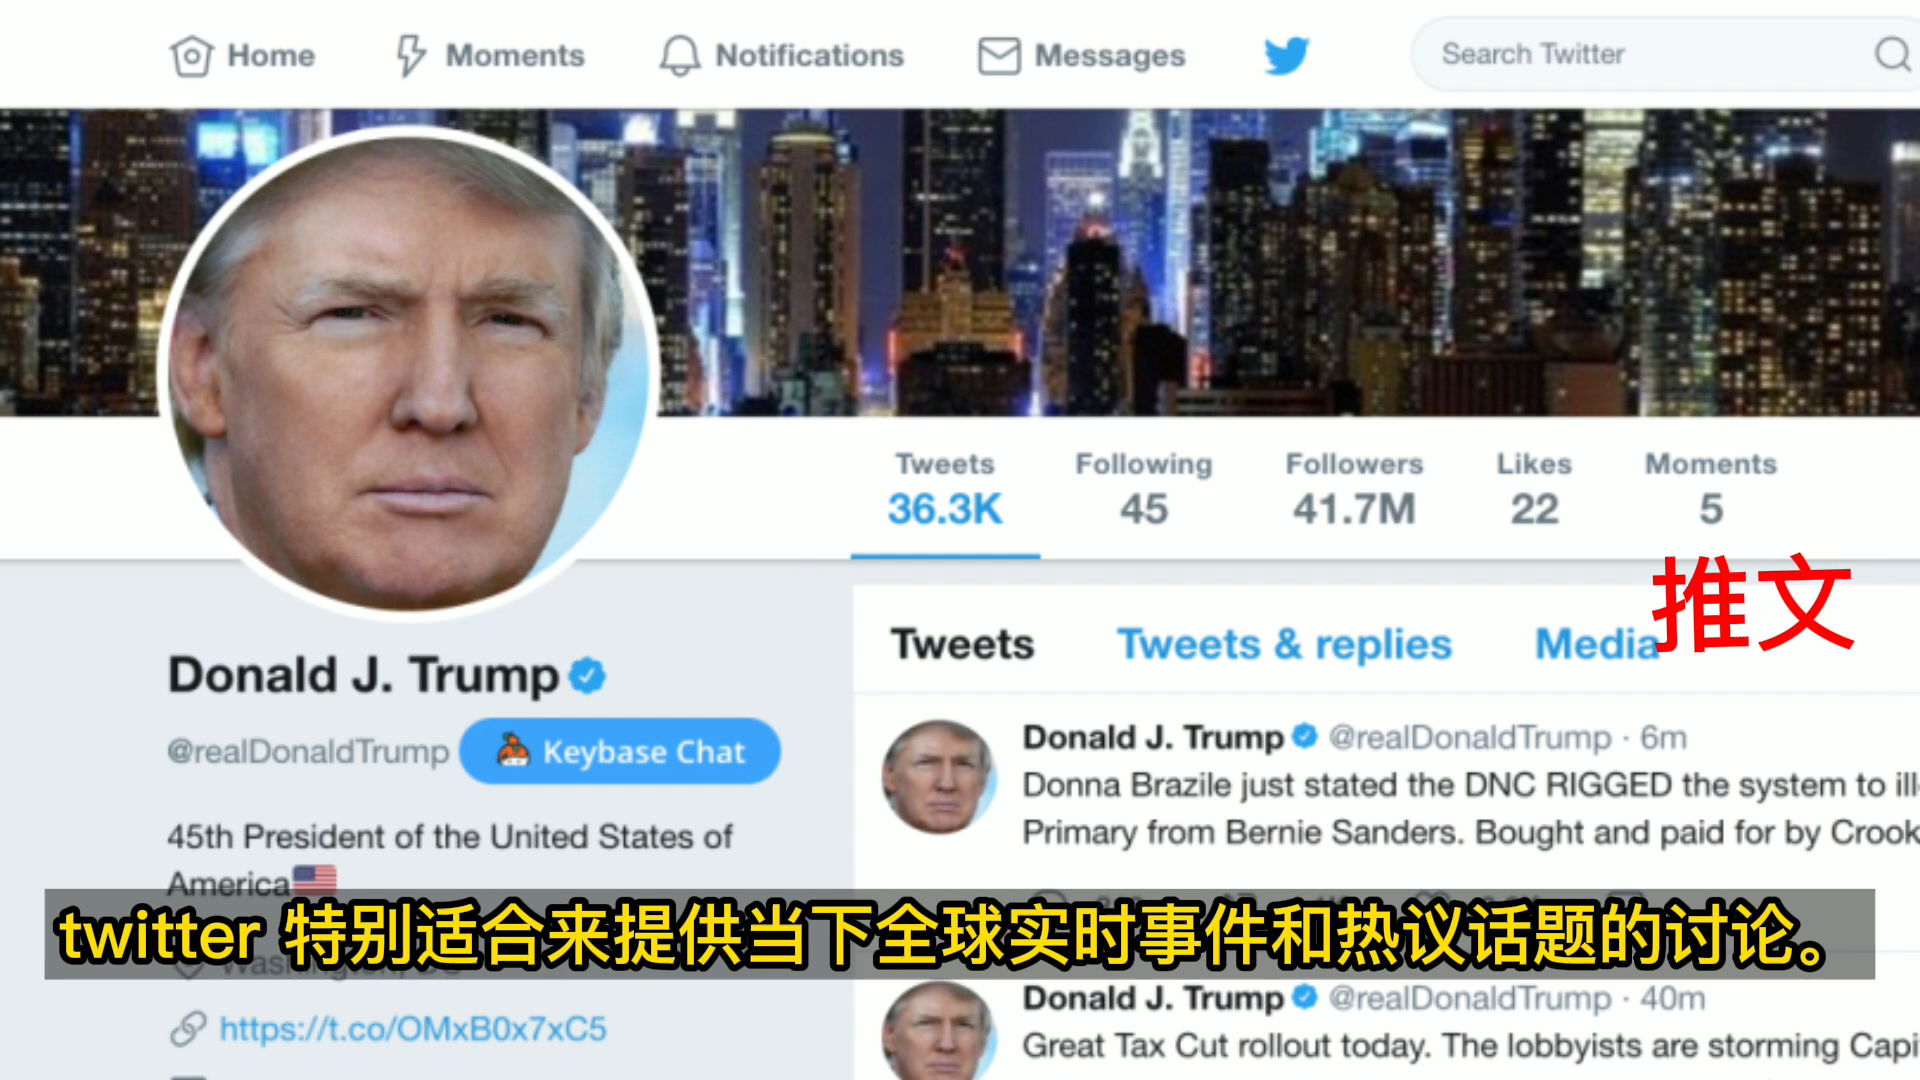 Home Moments Notifications Messages Search Twitter
Tweets Following Followers Likes Moments
36.3K 45 41.7M 22 5
推文
Tweets Tweets & replies Media
Donald J. Trump
@realDonaldTrump Keybase Chat
45th President of the United States of
America
https://t.co/OMxB0x7xC5
Donald J. Trump @realDonaldTrump · 6m
Donna Brazile just stated the DNC RIGGED the system to
Primary from Bernie Sanders. Bought and paid for by
Donald J. Trump @realDonaldTrump · 40m
Great Tax Cut rollout today. The lobbyists are storming
twitter 特别适合来提供当下全球实时事件和热议话题的讨论。